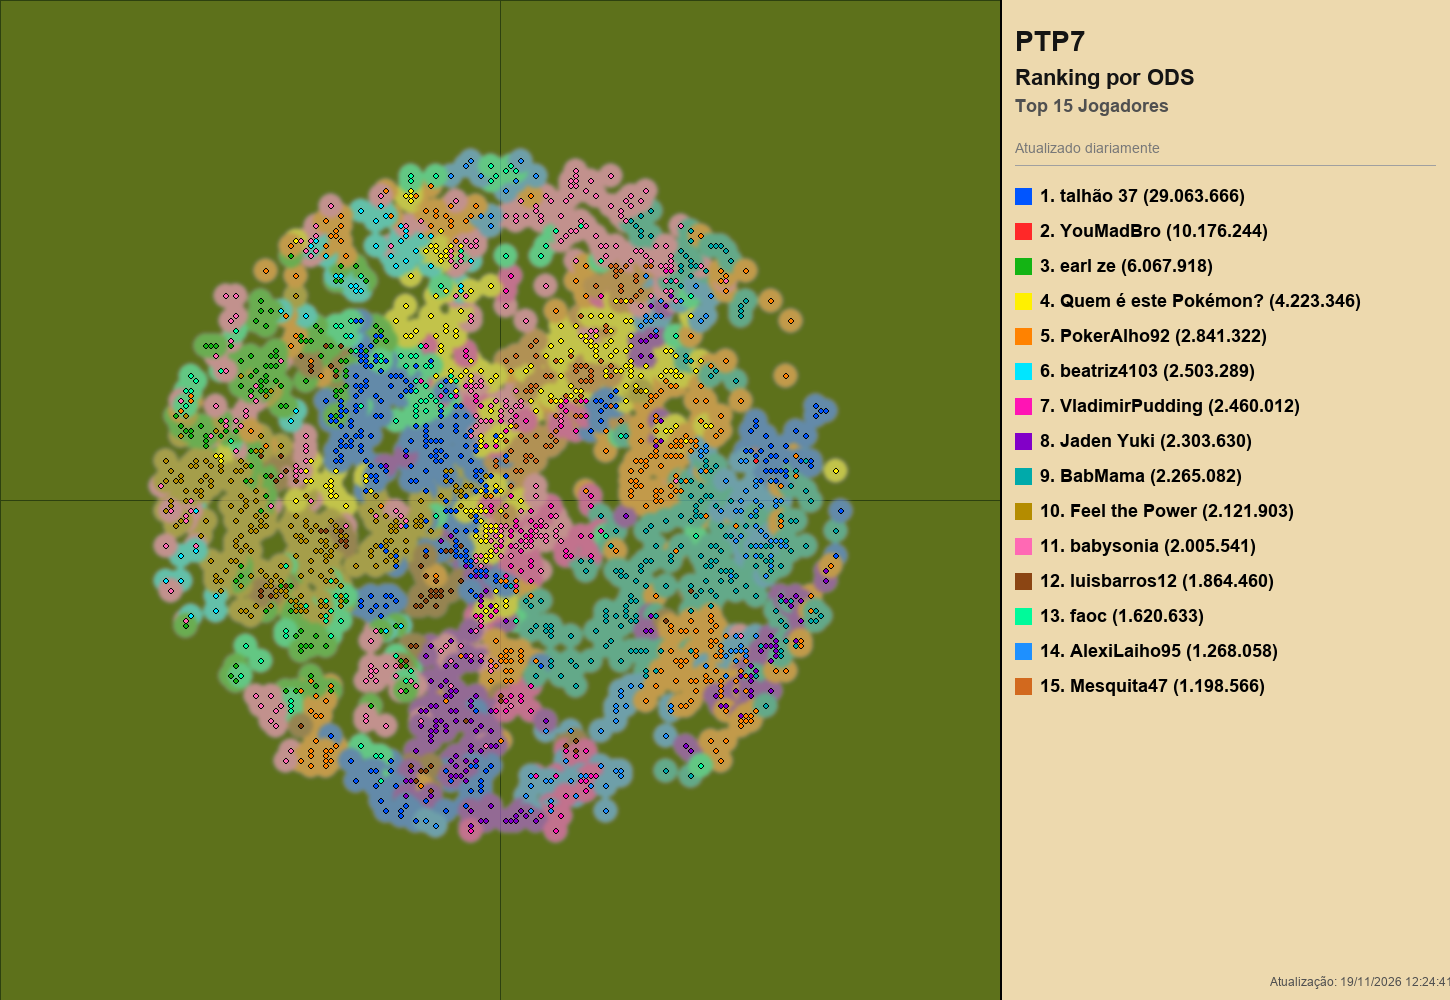 PTP7
Ranking por ODS
Top 15 Jogadores
Atualizado diariamente
1. talhão 37 (29.063.666)
2. YouMadBro (10.176.244)
3. earl ze (6.067.918)
4. Quem é este Pokémon? (4.223.346)
5. PokerAlho92 (2.841.322)
6. beatriz4103 (2.503.289)
7. VladimirPudding (2.460.012)
8. Jaden Yuki (2.303.630)
9. BabMama (2.265.082)
10. Feel the Power (2.121.903)
11. babysonia (2.005.541)
12. luisbarros12 (1.864.460)
13. faoc (1.620.633)
14. AlexiLaiho95 (1.268.058)
15. Mesquita47 (1.198.566)
Atualização: 19/11/2026 12:24:41